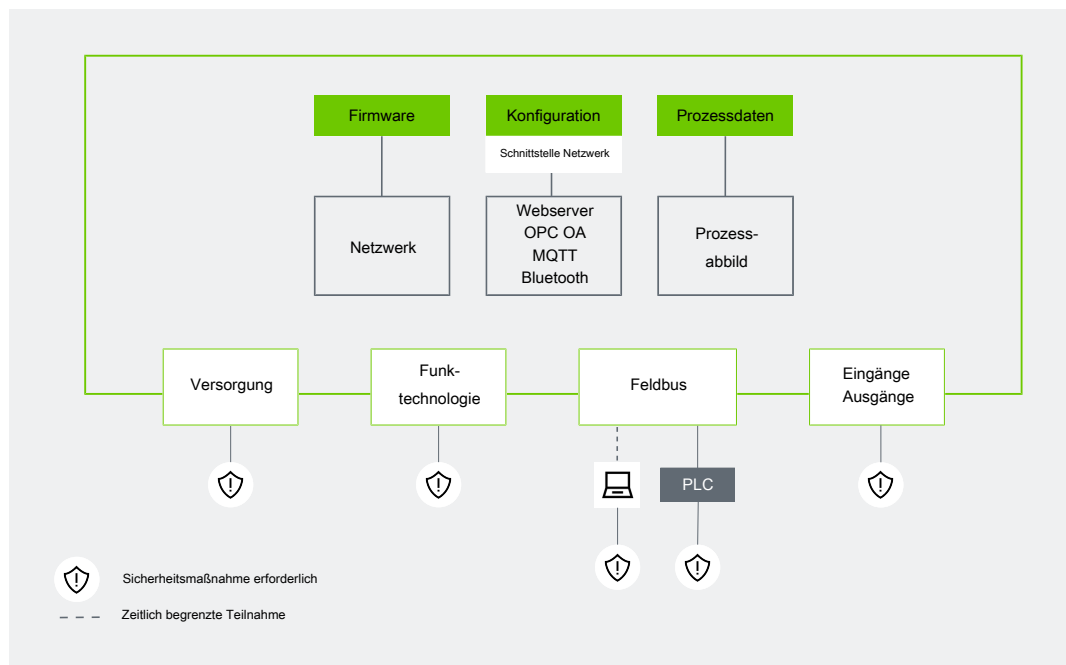 Firmware
Konfiguration
Prozessdaten
Schnittstelle Netzwerk
Netzwerk
Webserver
OPC OA
MQTT
Bluetooth
Prozess-
abbild
Versorgung
Funk-
technologie
Feldbus
Eingänge
Ausgänge
PLC
Sicherheitsmaßnahme erforderlich
Zeitlich begrenzte Teilnahme